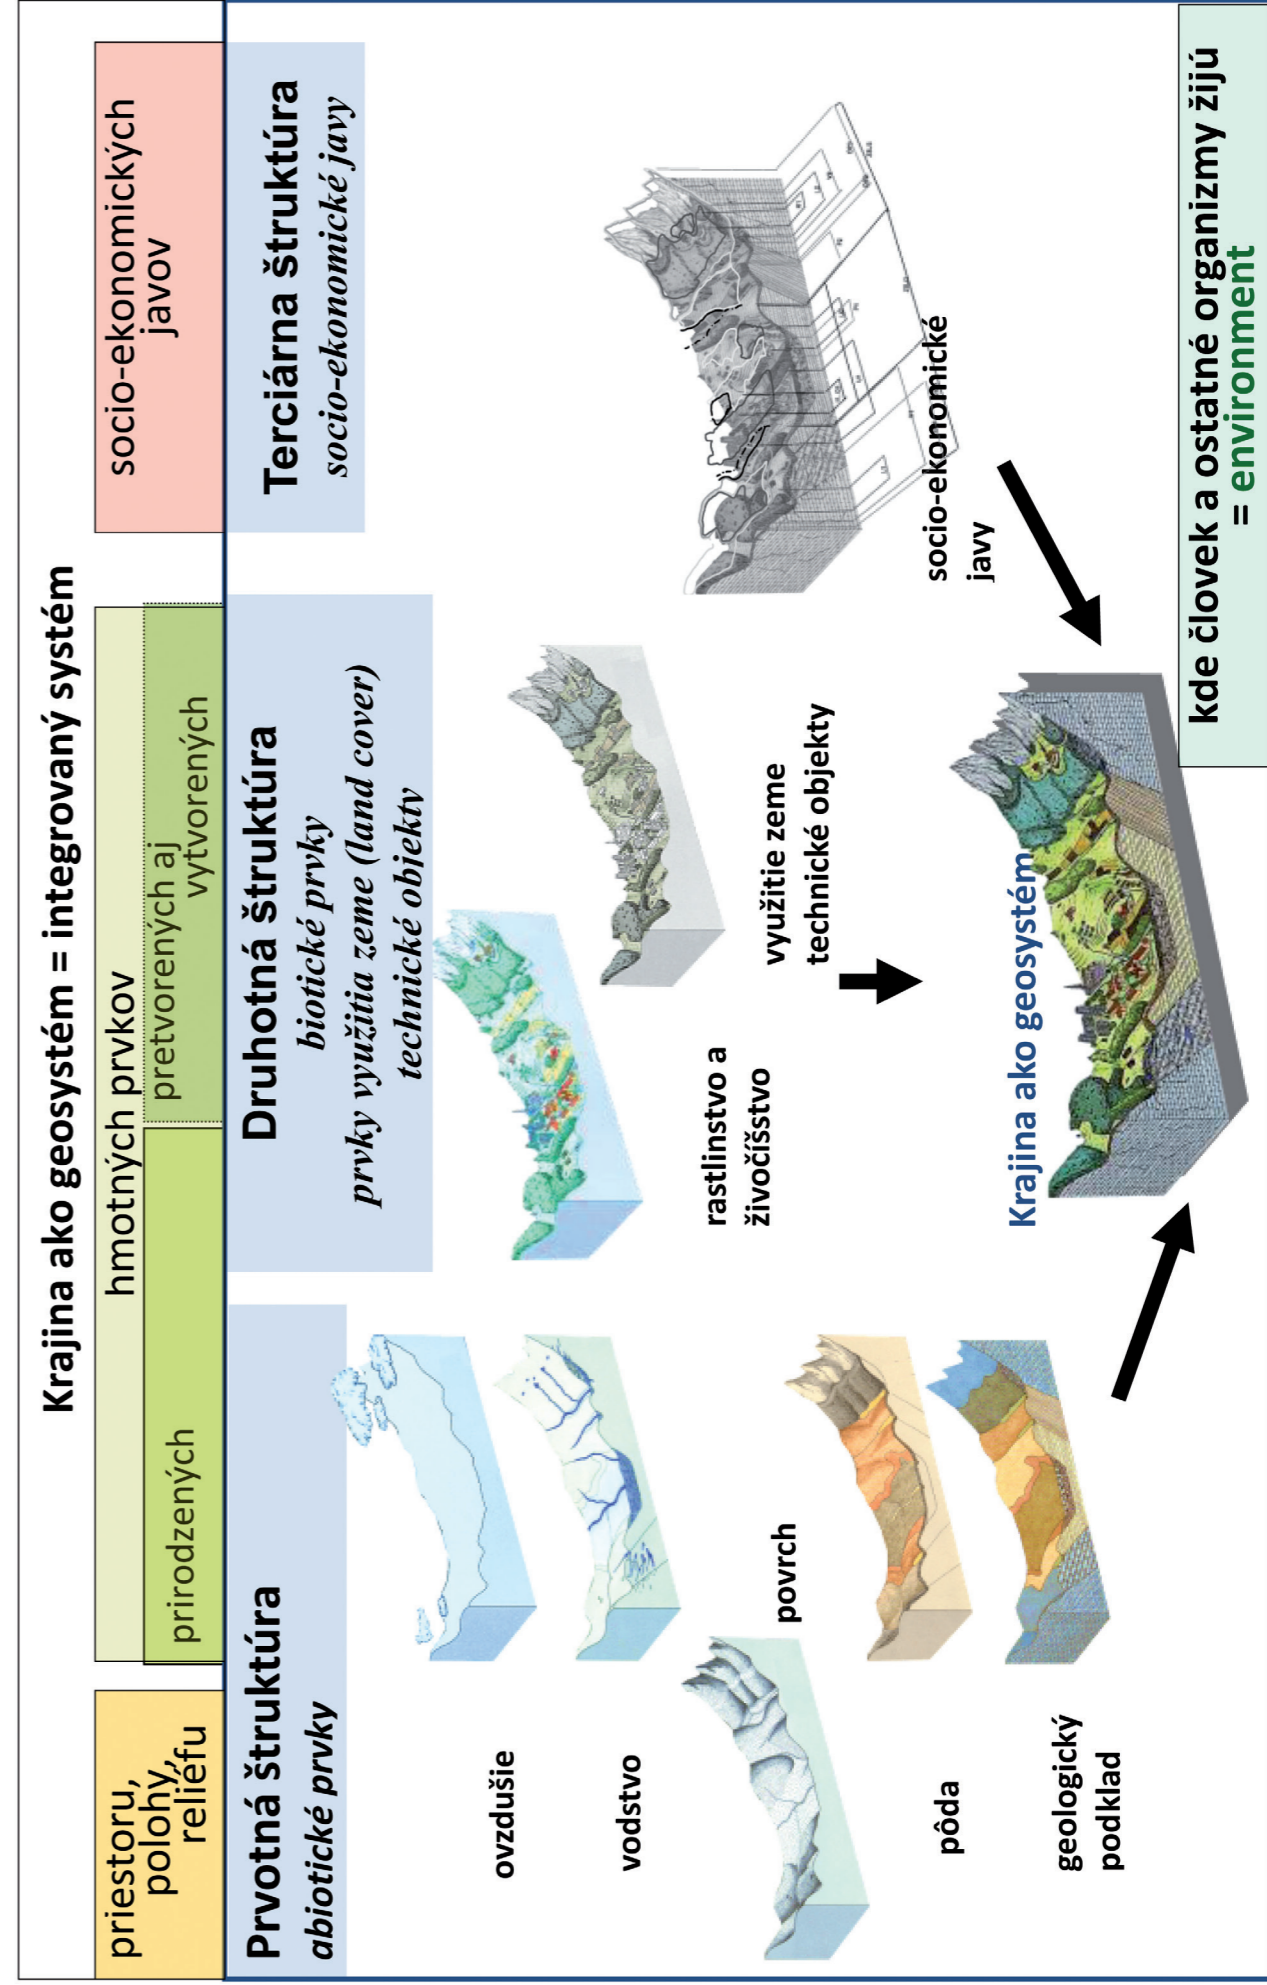 Krajina ako geosystém = integrovaný systém
priestoru,
polohy,
reliéfu
hmotných prvkov
prirodzených
pretvorených aj
vytvorených
socio-ekonomických
javov
Prvotná štruktúra
abiotické prvky
Druhotná štruktúra
biotické prvky
prvky využitia zeme (land cover)
technické objekty
Terciárna štruktúra
socio-ekonomické javy
ovzdušie
vodstvo
povrch
pôda
geologický
podklad
rastlinstvo a
živočíšstvo
využitie zeme
technické objekty
socio-ekonomické
javy
Krajina ako geosystém
kde človek a ostatné organizmy žijú
= environment